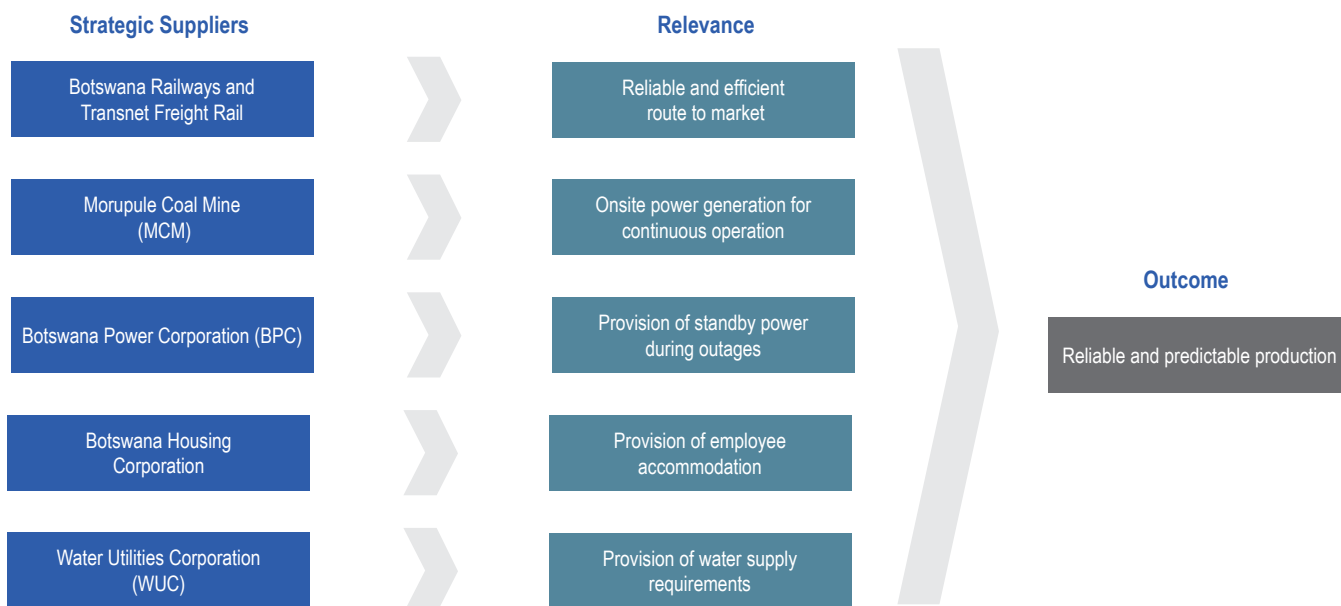 Strategic Suppliers
Relevance
Botswana Railways and
Transnet Freight Rail
Reliable and efficient
route to market
Morupule Coal Mine
(MCM)
Onsite power generation for
continuous operation
Botswana Power Corporation (BPC)
Provision of standby power
during outages
Botswana Housing
Corporation
Provision of employee
accommodation
Water Utilities Corporation
(WUC)
Provision of water supply
requirements
Outcome
Reliable and predictable production